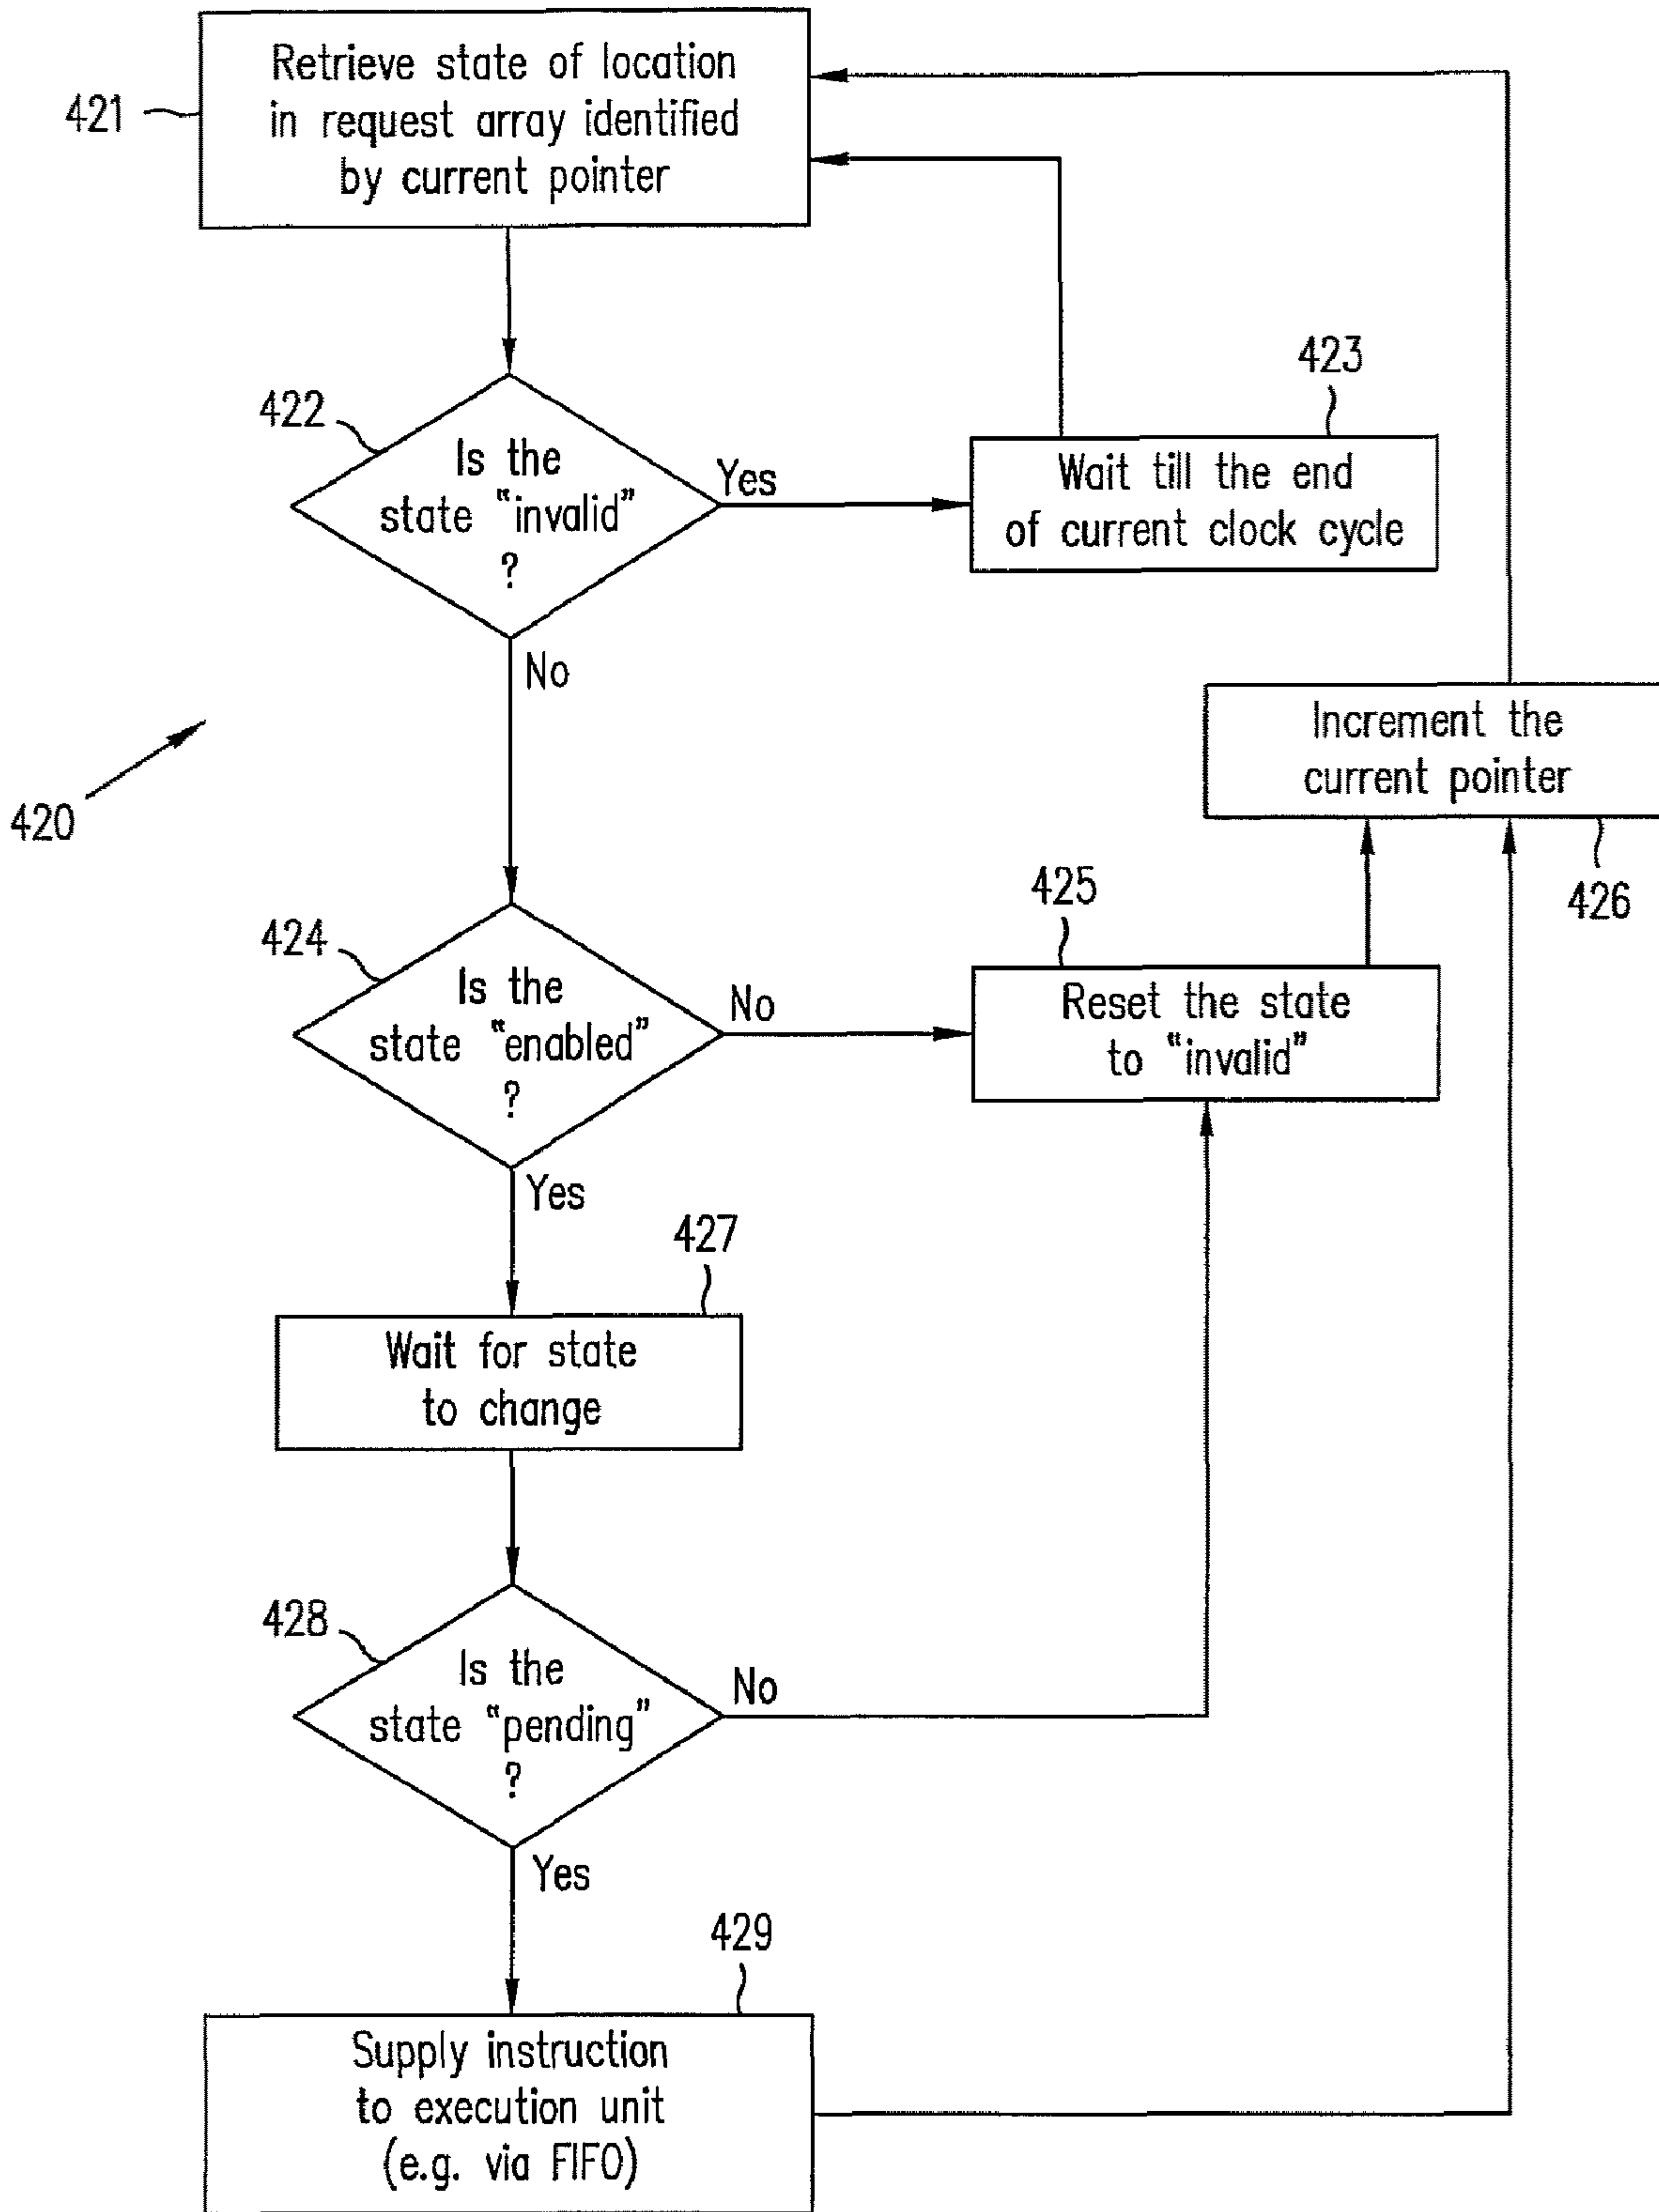 Retrieve state of location
in request array identified
by current pointer
421
423
422
Is the
state "invalid"
?
Yes
Wait till the end
of current clock cycle
No
Increment the
current pointer
420
426
425
424
Is the
state "enabled"
?
No
Reset the state
to "invalid"
Yes
427
Wait for state
to change
428
Is the
state "pending"
?
No
Yes
429
Supply instruction
to execution unit
(e.g. via FIFO)